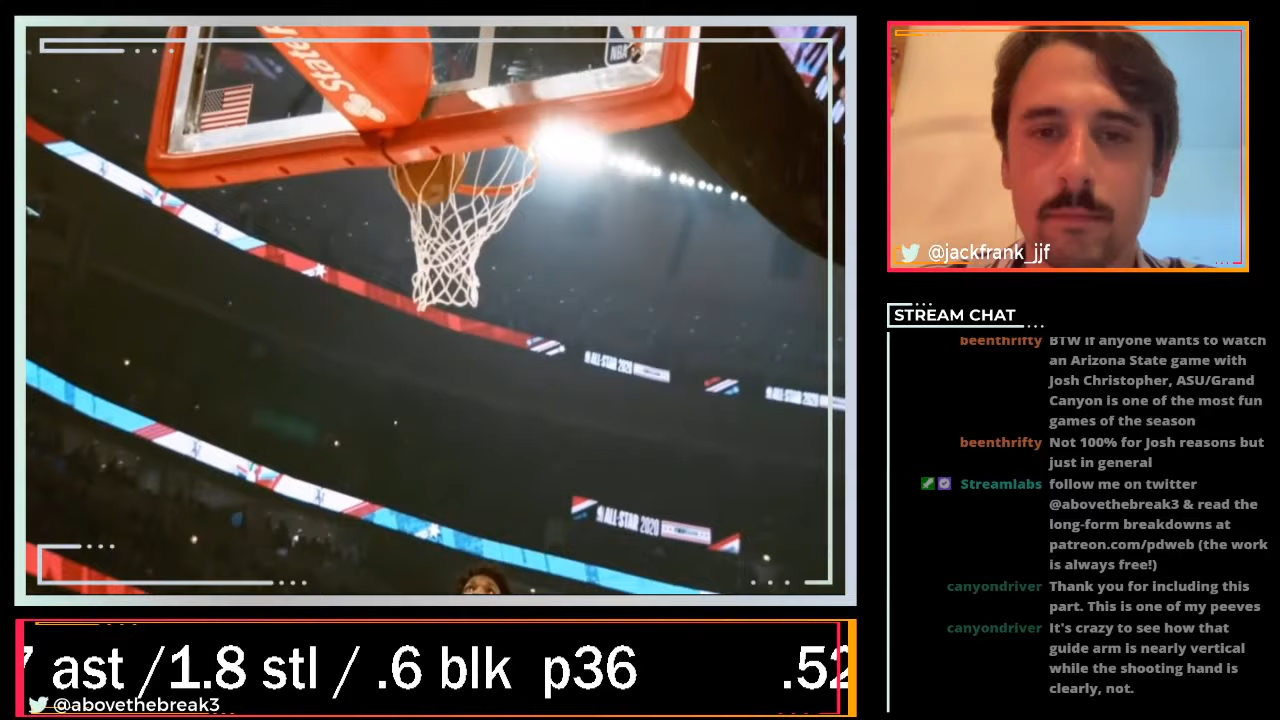 StateFa
NBA
ALL-STAR 2020
ALL-STAR 2020
ALL-STAR 2020
@jackfrank_jjf
STREAM CHAT
beenthrifty BTW if anyone wants to watch
an Arizona State game with
Josh Christopher, ASU/Grand
Canyon is one of the most fun
games of the season
beenthrifty Not 100% for Josh reasons but
just in general
Streamlabs follow me on twitter
@abovethebreak3 & read the
long-form breakdowns at
patreon.com/pdweb (the work
is always free!)
canyondriver Thank you for including this
part. This is one of my peeves
canyondriver It's crazy to see how that
guide arm is nearly vertical
while the shooting hand is
clearly, not.
7 ast /1.8 stl / .6 blk p36 .52
@abovethebreak3